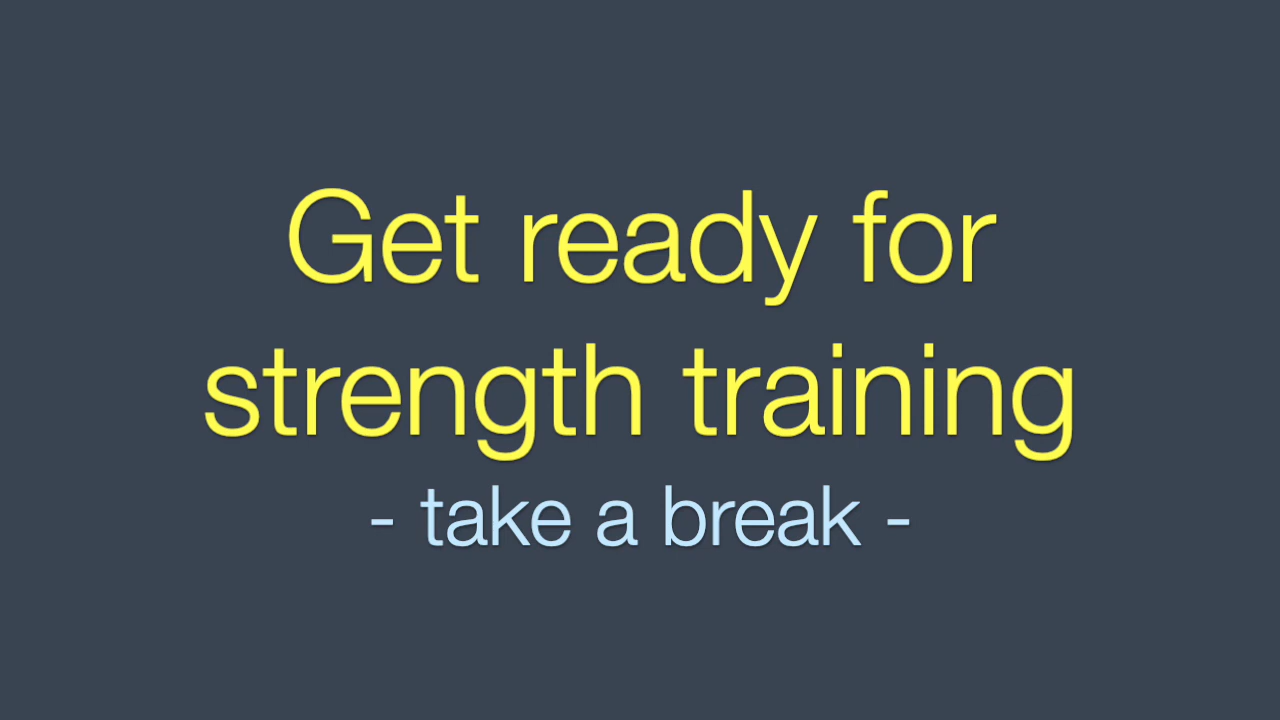 Get ready for
strength training
- take a break -